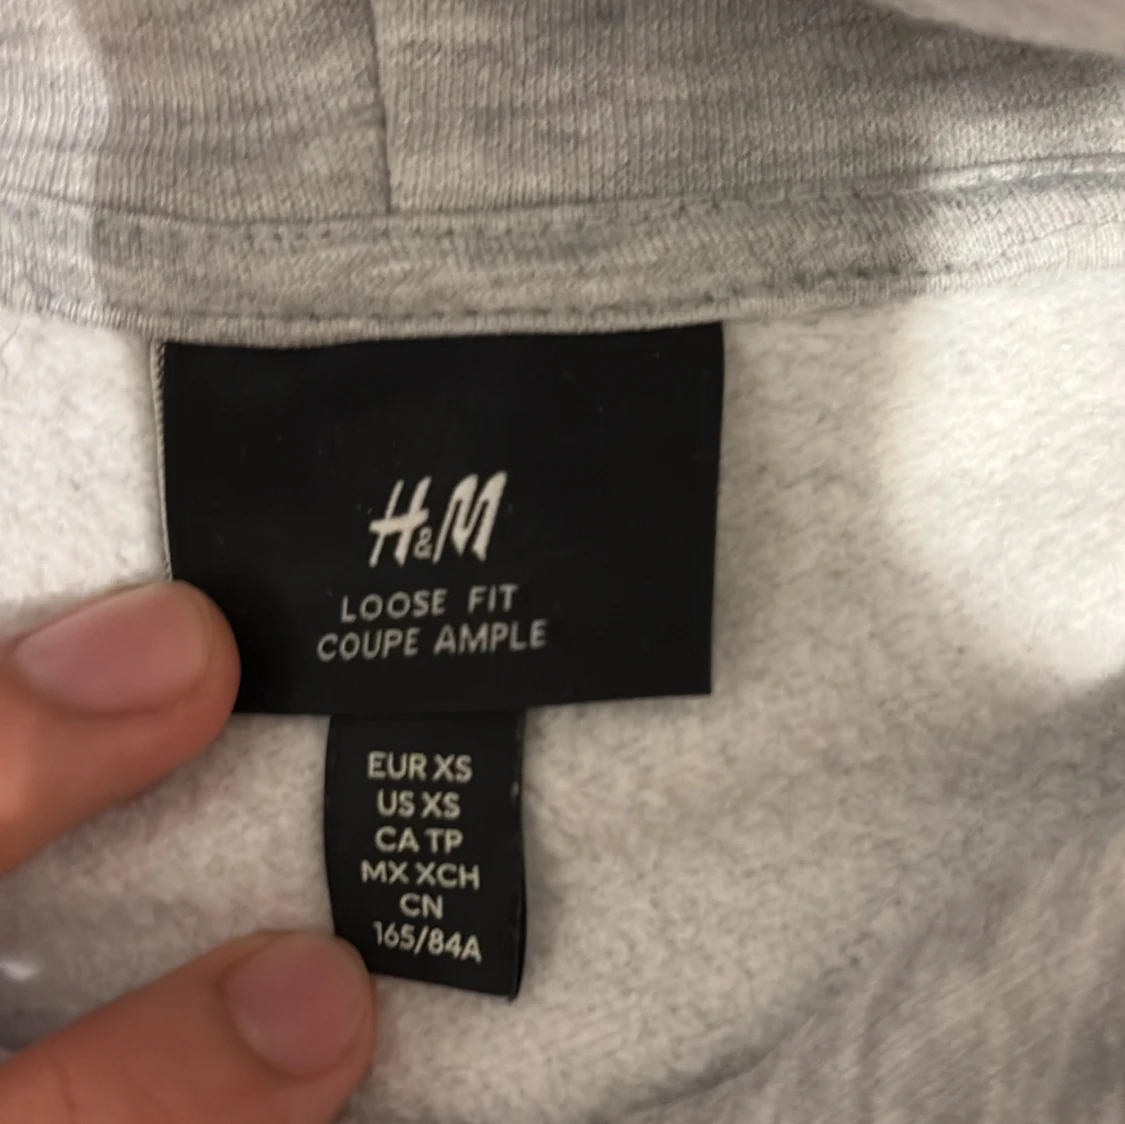 H&M
LOOSE FIT
COUPE AMPLE
EUR XS
US XS
CA TP
MX XCH
CN
165/84A